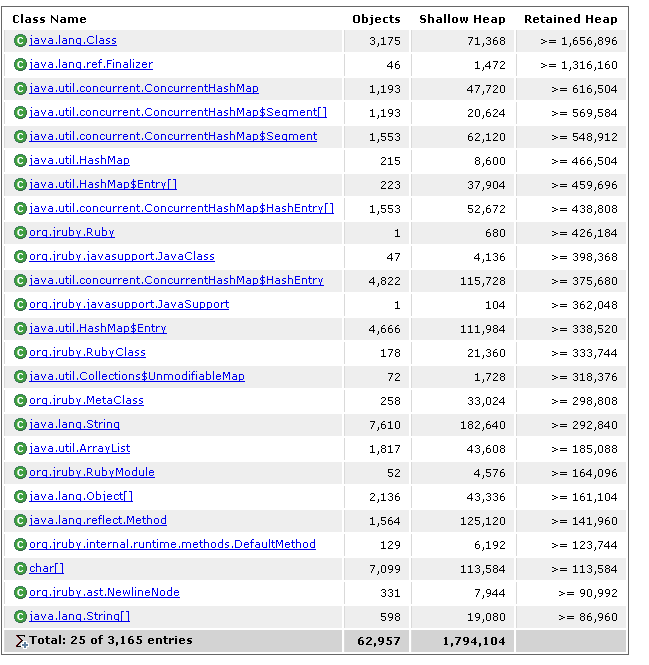 Class Name Objects Shallow Heap Retained Heap
C java.lang.Class 3,175 71,368 >= 1,656,896
C java.lang.ref.Finalizer 46 1,472 >= 1,316,160
C java.util.concurrent.ConcurrentHashMap 1,193 47,720 >= 616,504
C java.util.concurrent.ConcurrentHashMap$Segment[] 1,193 20,624 >= 569,584
C java.util.concurrent.ConcurrentHashMap$Segment 1,553 62,120 >= 548,912
C java.util.HashMap 215 8,600 >= 466,504
C java.util.HashMap$Entry[] 223 37,904 >= 459,696
C java.util.concurrent.ConcurrentHashMap$HashEntry[] 1,553 52,672 >= 438,808
C org.jruby.Ruby 1 680 >= 426,184
C org.jruby.javasupport.JavaClass 47 4,136 >= 398,368
C java.util.concurrent.ConcurrentHashMap$HashEntry 4,822 115,728 >= 375,680
C org.jruby.javasupport.JavaSupport 1 104 >= 362,048
C java.util.HashMap$Entry 4,666 111,984 >= 338,520
C org.jruby.RubyClass 178 21,360 >= 333,744
C java.util.Collections$UnmodifiableMap 72 1,728 >= 318,376
C org.jruby.MetaClass 258 33,024 >= 298,808
C java.lang.String 7,610 182,640 >= 292,840
C java.util.ArrayList 1,817 43,608 >= 185,088
C org.jruby.RubyModule 52 4,576 >= 164,096
C java.lang.Object[] 2,136 43,336 >= 161,104
C java.lang.reflect.Method 1,564 125,120 >= 141,960
C org.jruby.internal.runtime.methods.DefaultMethod 129 6,192 >= 123,744
C char[] 7,099 113,584 >= 113,584
C org.jruby.ast.NewlineNode 331 7,944 >= 90,992
C java.lang.String[] 598 19,080 >= 86,960
Total: 25 of 3,165 entries 62,957 1,794,104